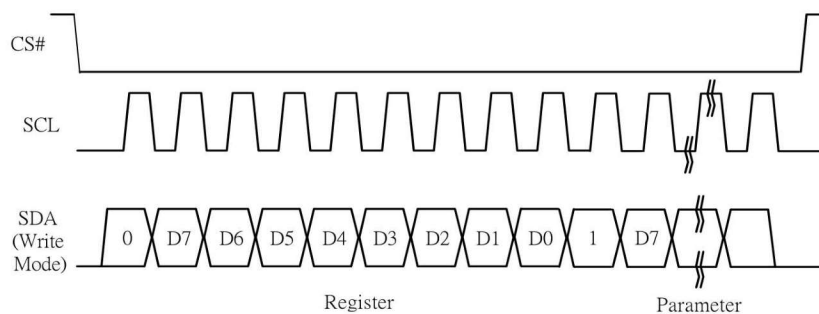 CS#
SCL
SDA
(Write
Mode)
0 D7 D6 D5 D4 D3 D2 D1 D0 1 D7
Register Parameter